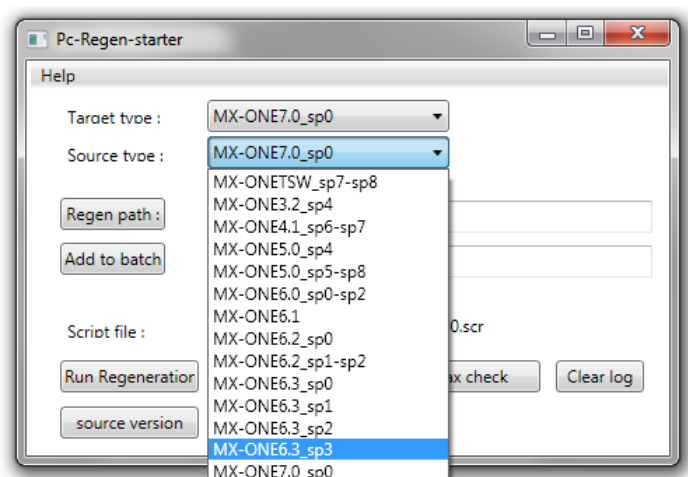 Pc-Regen-starter
Help
Target type :
MX-ONE7.0_sp0
Source type :
MX-ONE7.0_sp0
MX-ONETSW_sp7-sp8
MX-ONE3.2_sp4
Regen path :
MX-ONE4.1_sp6-sp7
MX-ONE5.0_sp4
Add to batch
MX-ONE5.0_sp5-sp8
MX-ONE6.0_sp0-sp2
MX-ONE6.1
Script file :
MX-ONE6.2_sp0
0.scr
MX-ONE6.2_sp1-sp2
Run Regeneration
MX-ONE6.3_sp0
ax check
Clear log
MX-ONE6.3_sp1
source version
MX-ONE6.3_sp2
MX-ONE6.3_sp3
MX-ONE7.0_sp0